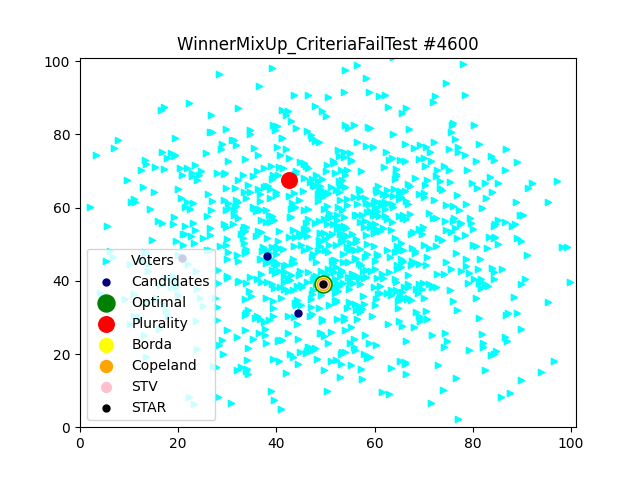 WinnerMixUp_CriteriaFailTest #4600
100
80
60
40
20
0
0 20 40 60 80 100
Voters
Candidates
Optimal
Plurality
Borda
Copeland
STV
STAR